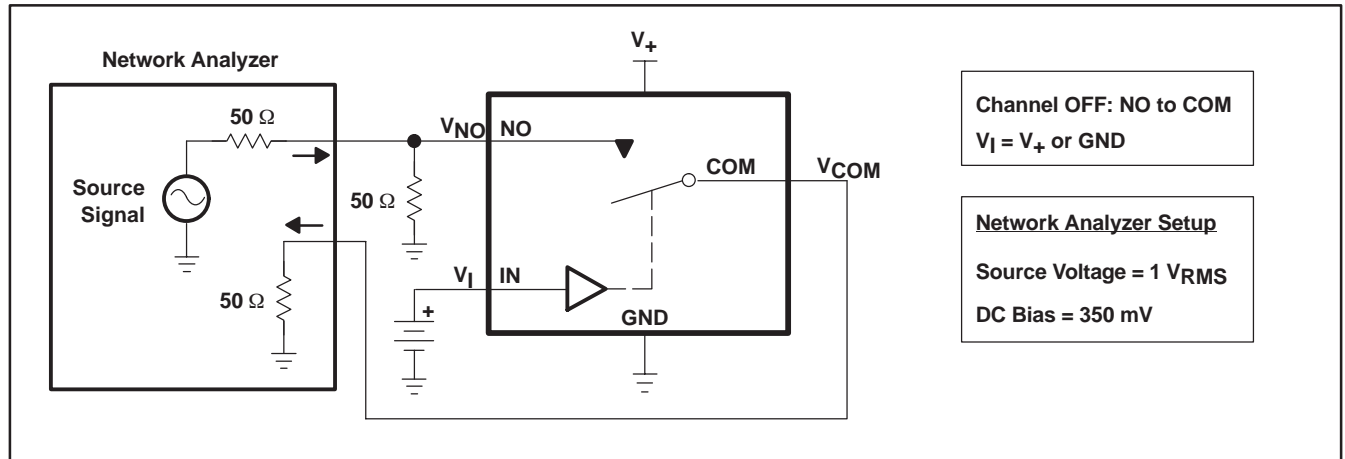 Network Analyzer
50 Ω
Source
Signal
50 Ω
50 Ω
V+
VNO NO
COM VCOM
VI IN
+
GND
Channel OFF: NO to COM
VI = V+ or GND
Network Analyzer Setup
Source Voltage = 1 VRMS
DC Bias = 350 mV